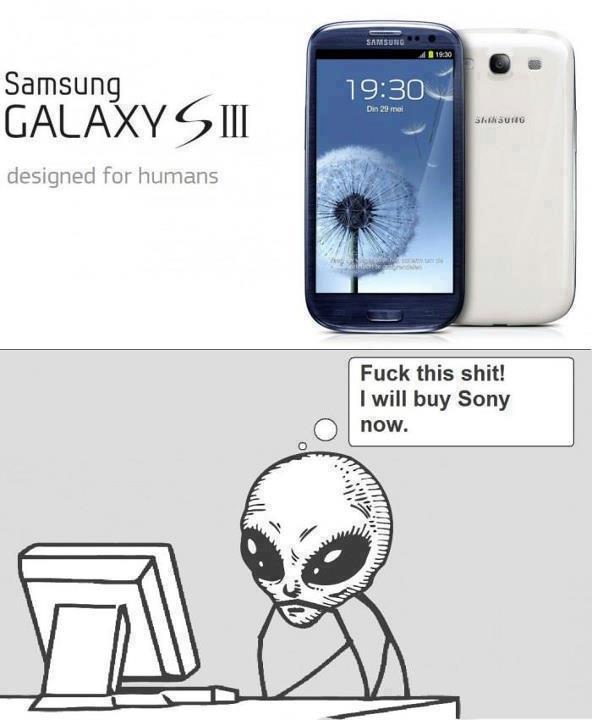 Samsung
GALAXY S III
designed for humans
SAMSUNG
19:30
19:30
Din 29 mei
SAMSUNG
Fuck this shit!
I will buy Sony
now.